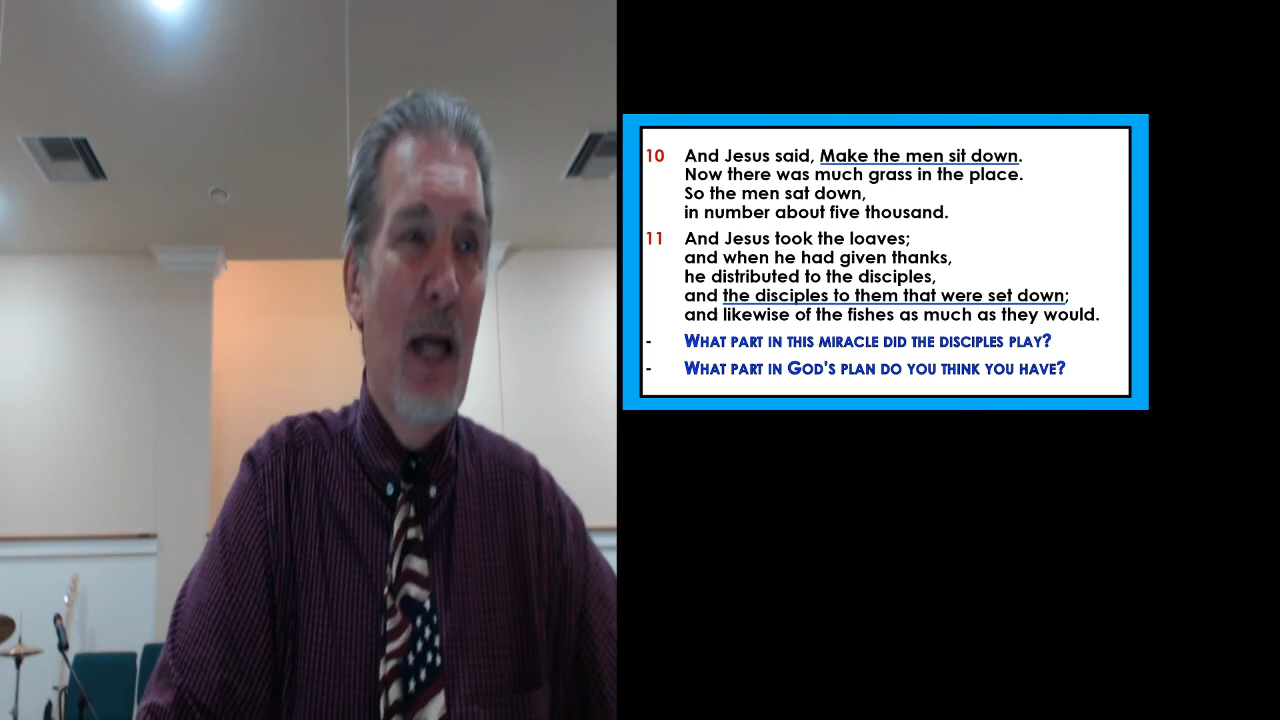 10 And Jesus said, Make the men sit down.
Now there was much grass in the place.
So the men sat down,
in number about five thousand.
11 And Jesus took the loaves;
and when he had given thanks,
he distributed to the disciples,
and the disciples to them that were set down;
and likewise of the fishes as much as they would.
- What part in this miracle did the disciples play?
- What part in God's plan do you think you have?